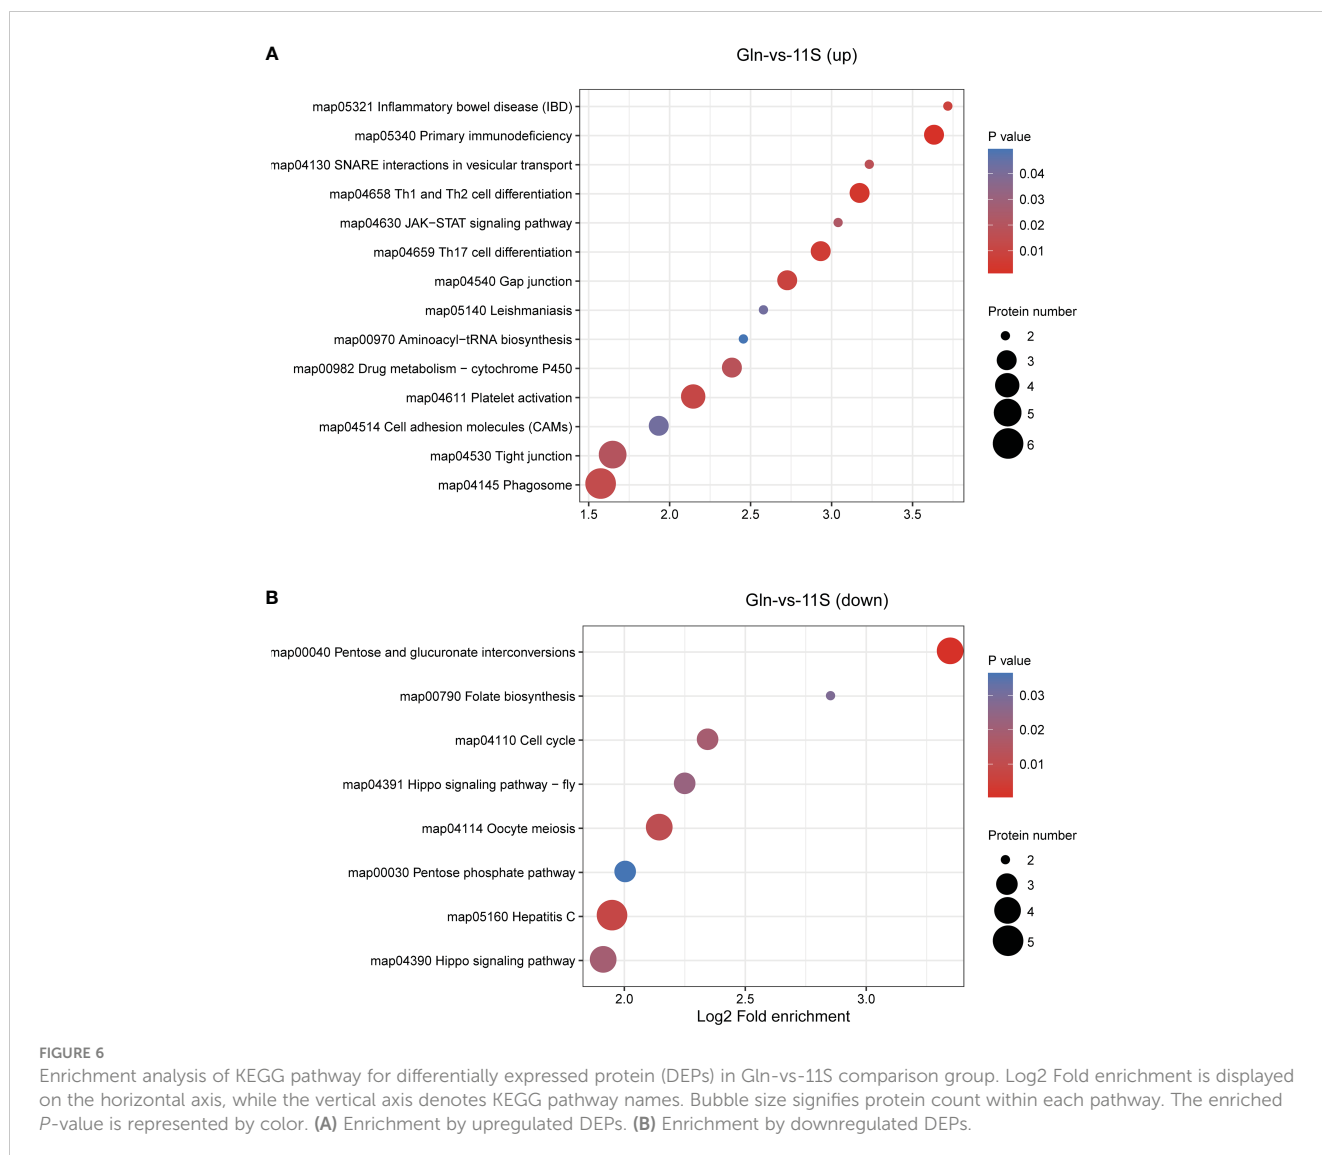 A
Gln-vs-11S (up)
map05321 Inflammatory bowel disease (IBD)
map05340 Primary immunodeficiency
map04130 SNARE interactions in vesicular transport
map04658 Th1 and Th2 cell differentiation
map04630 JAK−STAT signaling pathway
map04659 Th17 cell differentiation
map04540 Gap junction
map05140 Leishmaniasis
map00970 Aminoacyl−tRNA biosynthesis
map00982 Drug metabolism − cytochrome P450
map04611 Platelet activation
map04514 Cell adhesion molecules (CAMs)
map04530 Tight junction
map04145 Phagosome
1.5 2.0 2.5 3.0 3.5
P value
0.04
0.03
0.02
0.01
Protein number
2
3
4
5
6
B
Gln-vs-11S (down)
map00040 Pentose and glucuronate interconversions
map00790 Folate biosynthesis
map04110 Cell cycle
map04391 Hippo signaling pathway − fly
map04114 Oocyte meiosis
map00030 Pentose phosphate pathway
map05160 Hepatitis C
map04390 Hippo signaling pathway
2.0 2.5 3.0
Log2 Fold enrichment
P value
0.03
0.02
0.01
Protein number
2
3
4
5
FIGURE 6
Enrichment analysis of KEGG pathway for differentially expressed protein (DEPs) in Gln-vs-11S comparison group. Log2 Fold enrichment is displayed
on the horizontal axis, while the vertical axis denotes KEGG pathway names. Bubble size signifies protein count within each pathway. The enriched
P-value is represented by color. (A) Enrichment by upregulated DEPs. (B) Enrichment by downregulated DEPs.